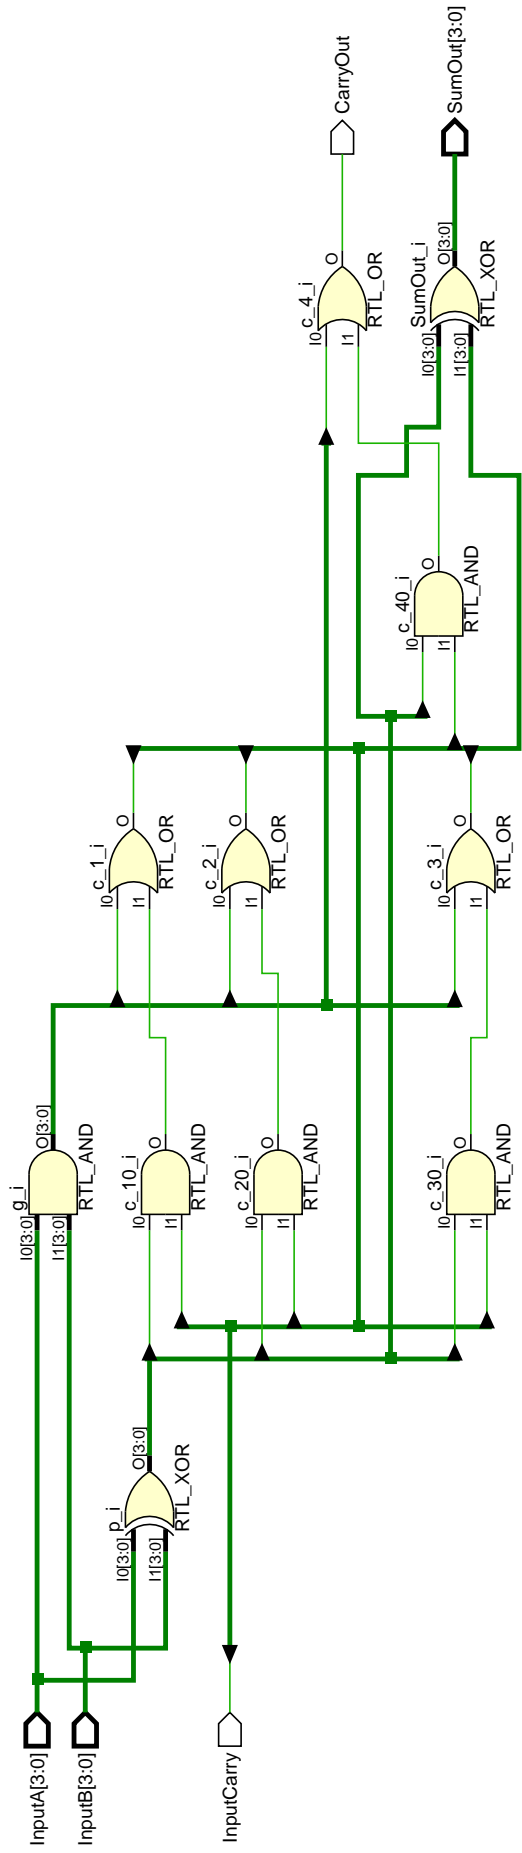 InputA[3:0]
InputB[3:0]
InputCarry
p_i
I0[3:0]
I1[3:0]
O[3:0]
RTL_XOR
g_i
I0[3:0]
I1[3:0]
O[3:0]
RTL_AND
c_10_i
I0
I1
O
RTL_AND
c_20_i
I0
I1
O
RTL_AND
c_30_i
I0
I1
O
RTL_AND
c_1_i
I0
I1
O
RTL_OR
c_2_i
I0
I1
O
RTL_OR
c_3_i
I0
I1
O
RTL_OR
c_40_i
I0
I1
O
RTL_AND
c_4_i
I0
I1
O
RTL_OR
SumOut_i
I0[3:0]
I1[3:0]
O[3:0]
RTL_XOR
CarryOut
SumOut[3:0]